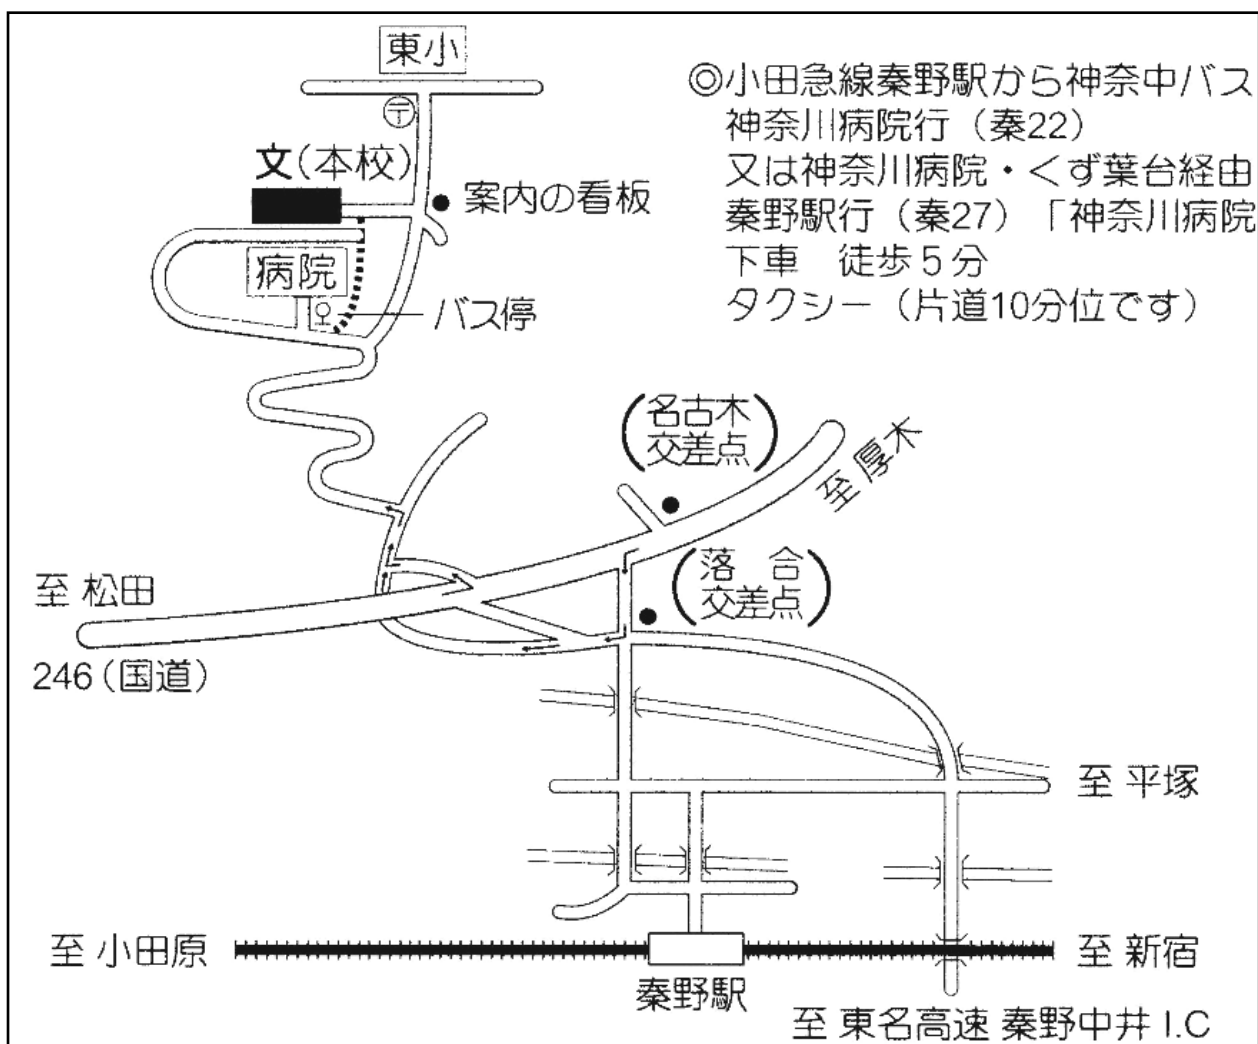 東小
◎小田急線秦野駅から神奈中バス
神奈川病院行（秦22）
又は神奈川病院・くず葉台経由
秦野駅行（秦27）「神奈川病院
下車　徒歩5分
タクシー（片道10分位です）
〒
文(本校)
案内の看板
病院
バス停
(名古木
交差点)
至厚木
(落　合
交差点)
至 松田
246(国道)
至 平塚
至 小田原
秦野駅
至 新宿
至 東名高速 秦野中井 I.C